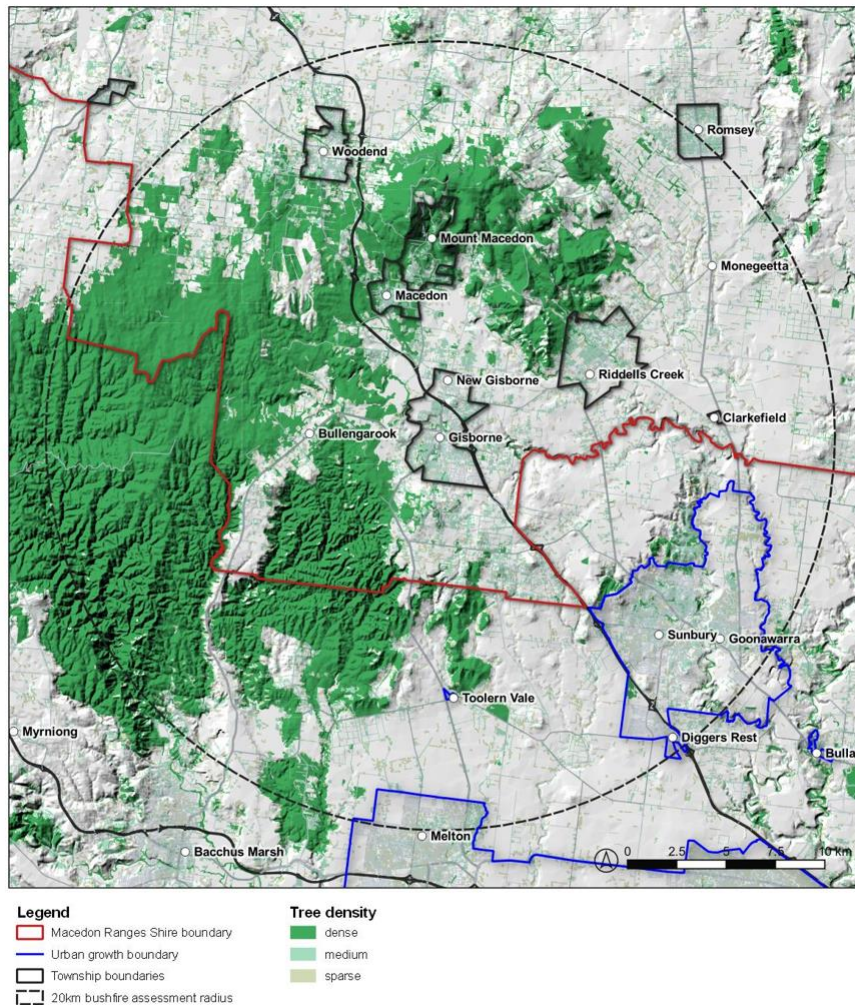 Romsey
Woodend
Mount Macedon
Monegeetta
Macedon
New Gisborne
Riddells Creek
Clarkefield
Bullengarook
Gisborne
Sunbury
Goonawarra
Toolern Vale
Myrniong
Diggers Rest
Bulla
Melton
Bacchus Marsh
0 2.5 5 7.5 10 km
Legend
Macedon Ranges Shire boundary
Urban growth boundary
Township boundaries
20km bushfire assessment radius
Tree density
dense
medium
sparse